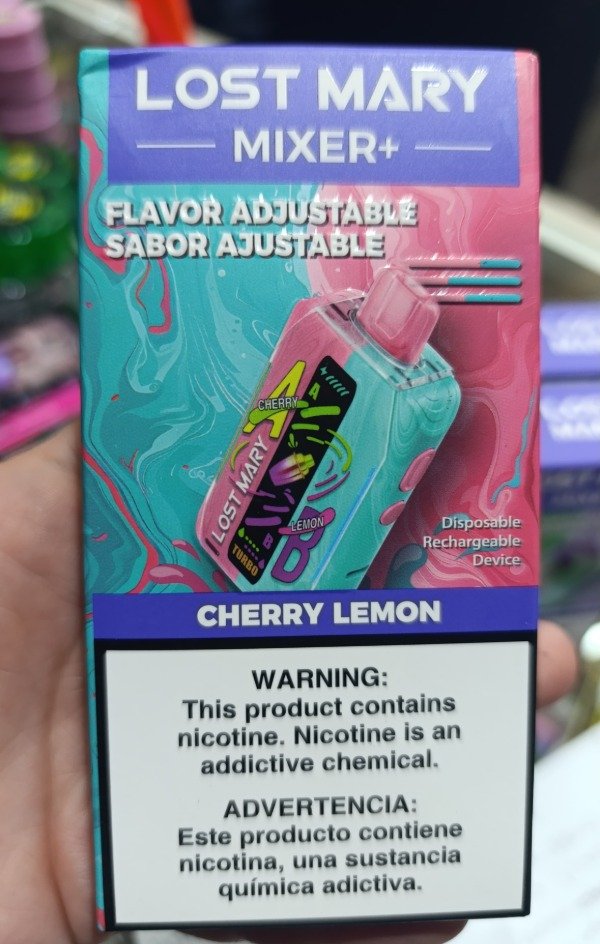 LOST MARY
MIXER+
FLAVOR ADJUSTABLE
SABOR AJUSTABLE
A
CHERRY
A
LOST MARY
LEMON
B
B
TURBO
Disposable
Rechargeable
Device
CHERRY LEMON
WARNING:
This product contains
nicotine. Nicotine is an
addictive chemical.
ADVERTENCIA:
Este producto contiene
nicotina, una sustancia
química adictiva.